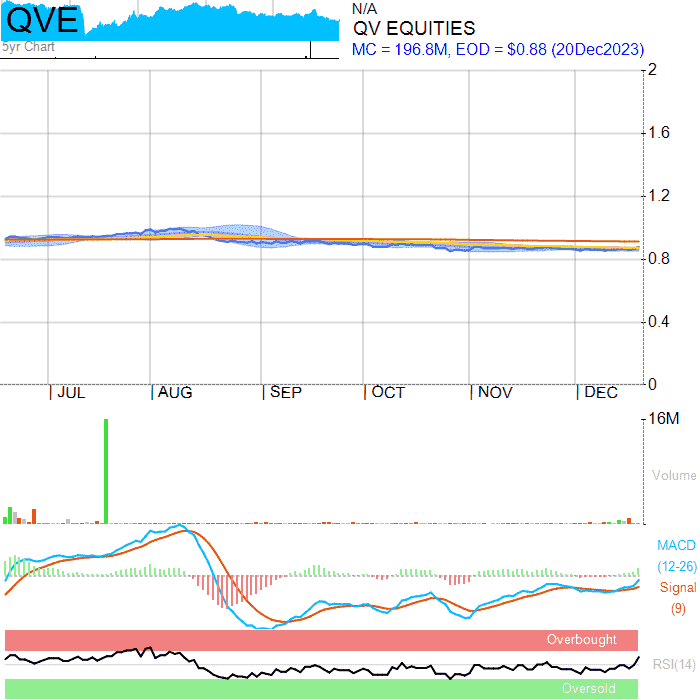 QVE
5yr Chart
N/A
QV EQUITIES
MC = 196.8M, EOD = $0.88 (20Dec2023)
2
1.6
1.2
0.8
0.4
0
JUL AUG SEP OCT NOV DEC
16M
Volume
MACD
(12-26)
Signal
(9)
Overbought
RSI(14)
Oversold